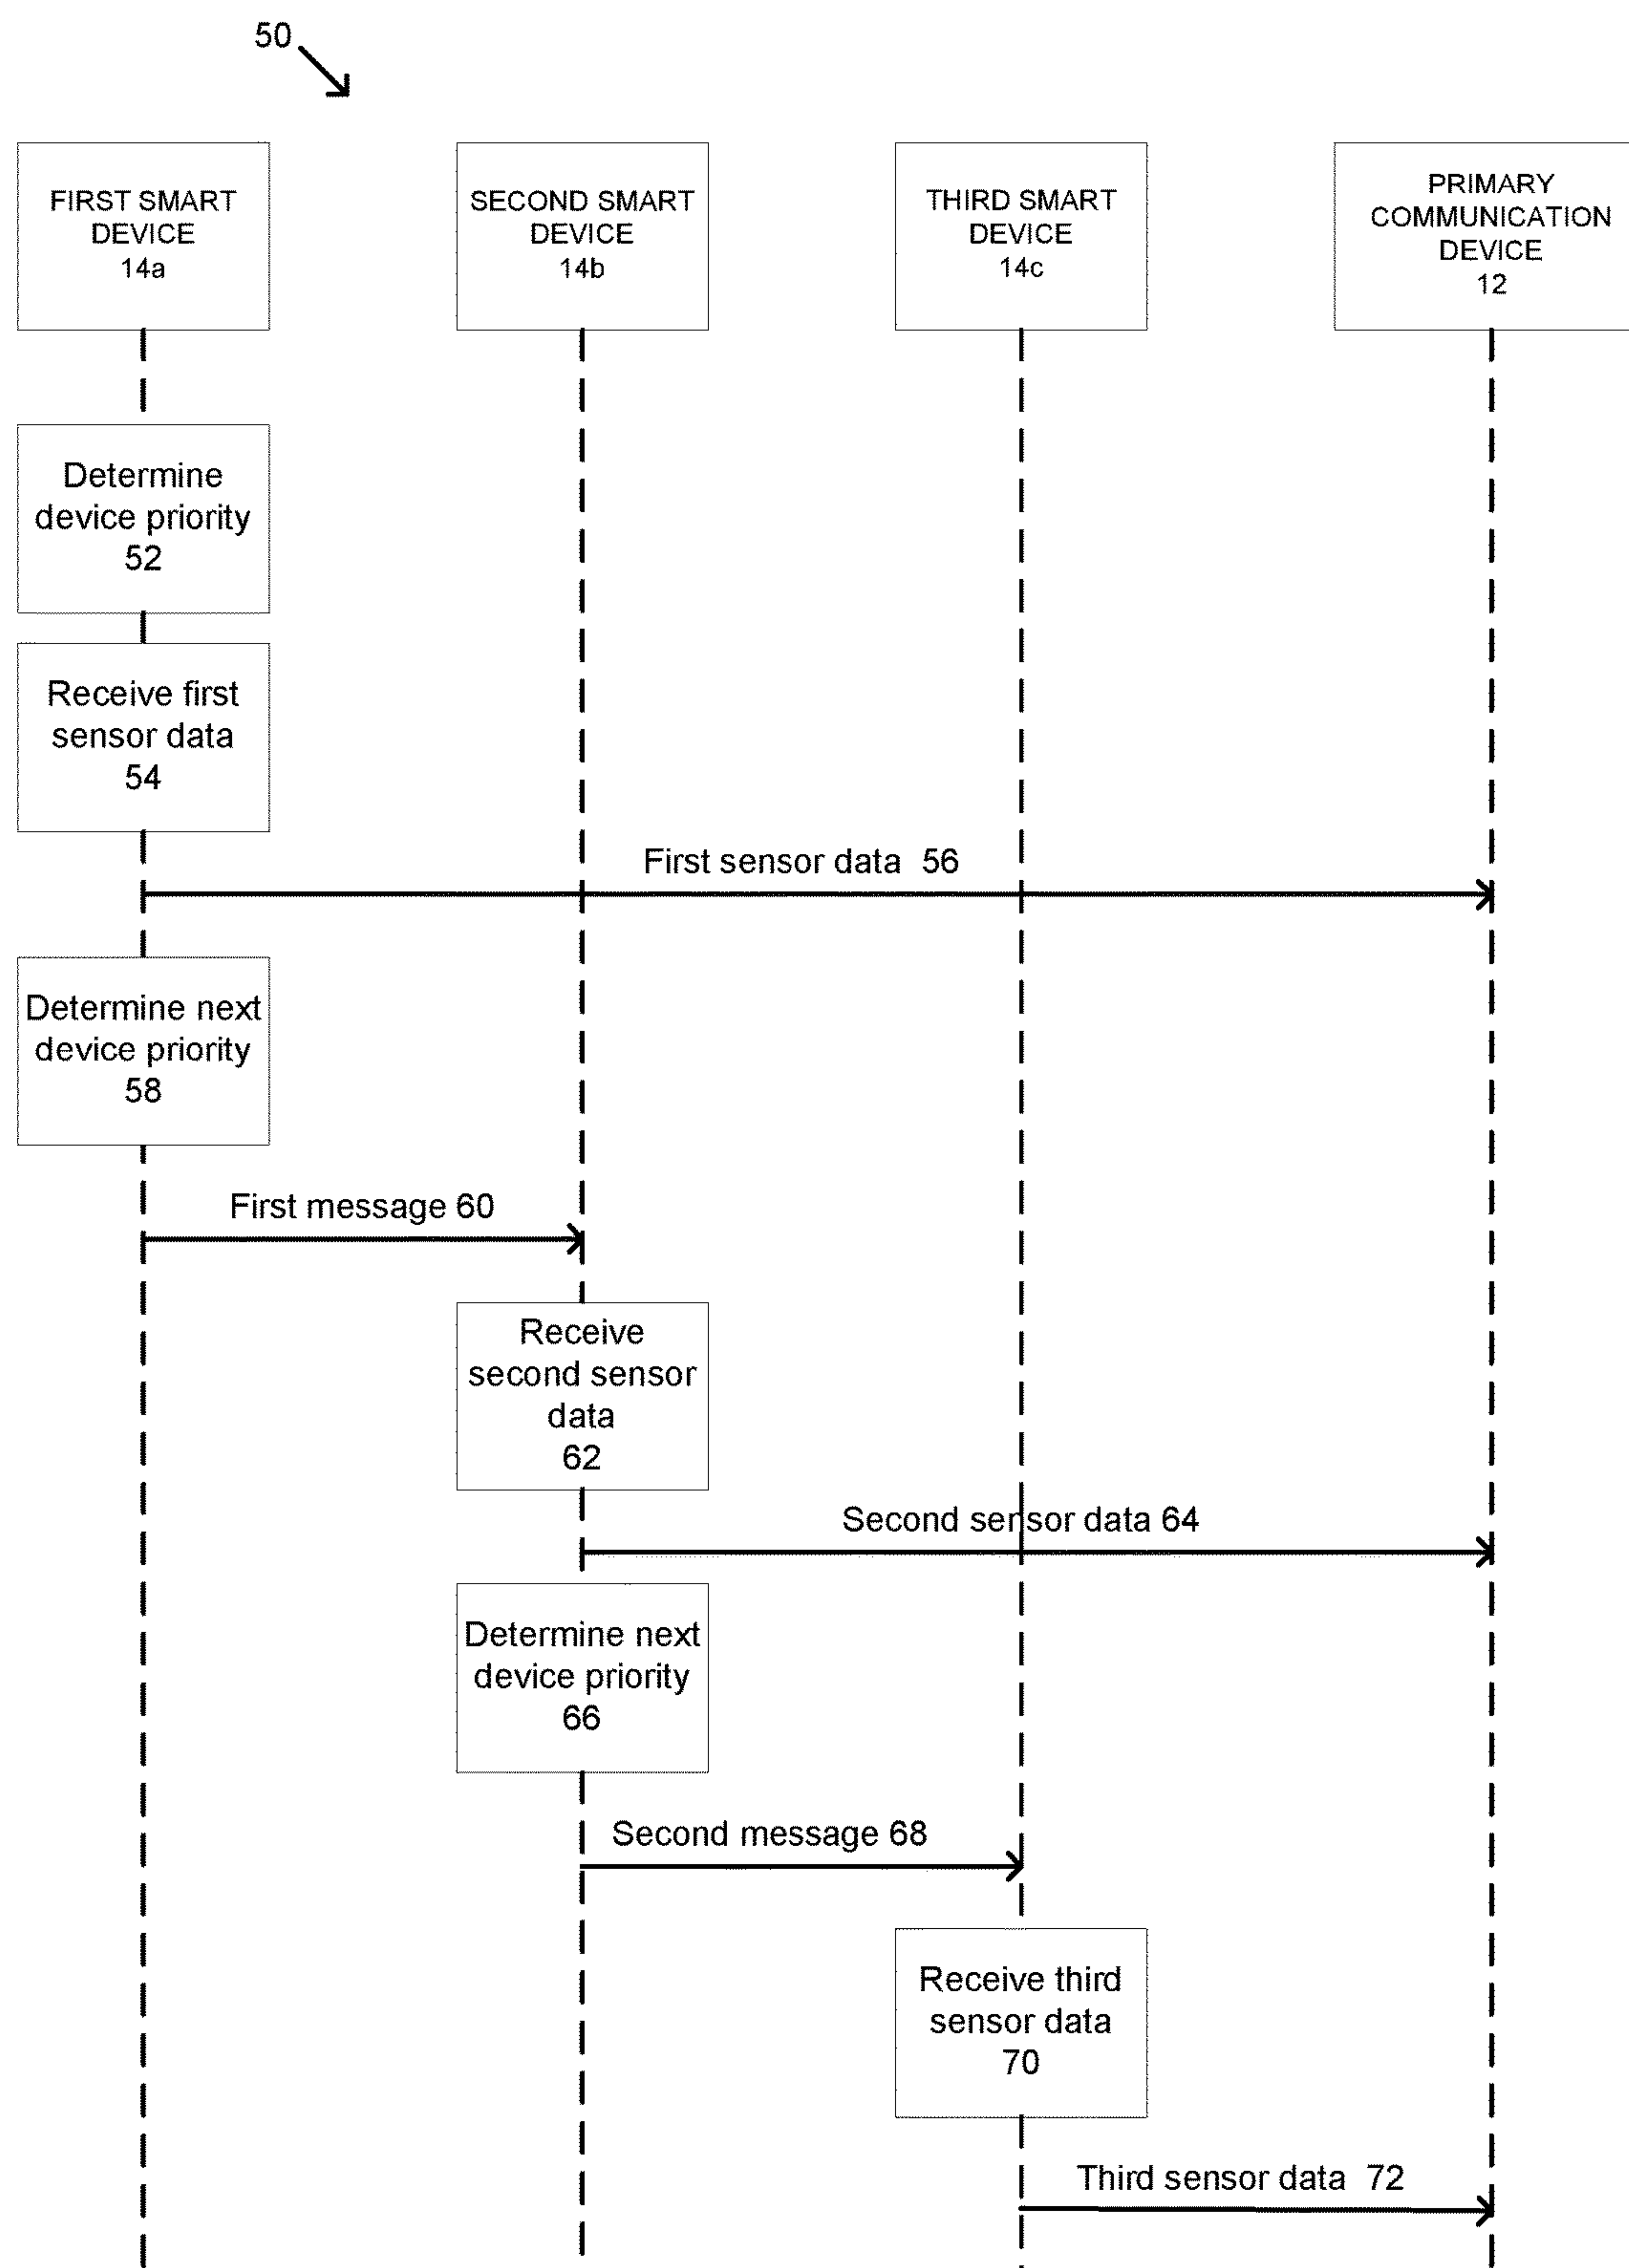 50
FIRST SMART
DEVICE
14a
SECOND SMART
DEVICE
14b
THIRD SMART
DEVICE
14c
PRIMARY
COMMUNICATION
DEVICE
12
Determine
device priority
52
Receive first
sensor data
54
First sensor data 56
Determine next
device priority
58
First message 60
Receive
second sensor
data
62
Second sensor data 64
Determine next
device priority
66
Second message 68
Receive third
sensor data
70
Third sensor data 72